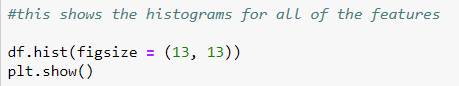 #this shows the histograms for all of the features
df.hist(figsize = (13, 13))
plt.show()